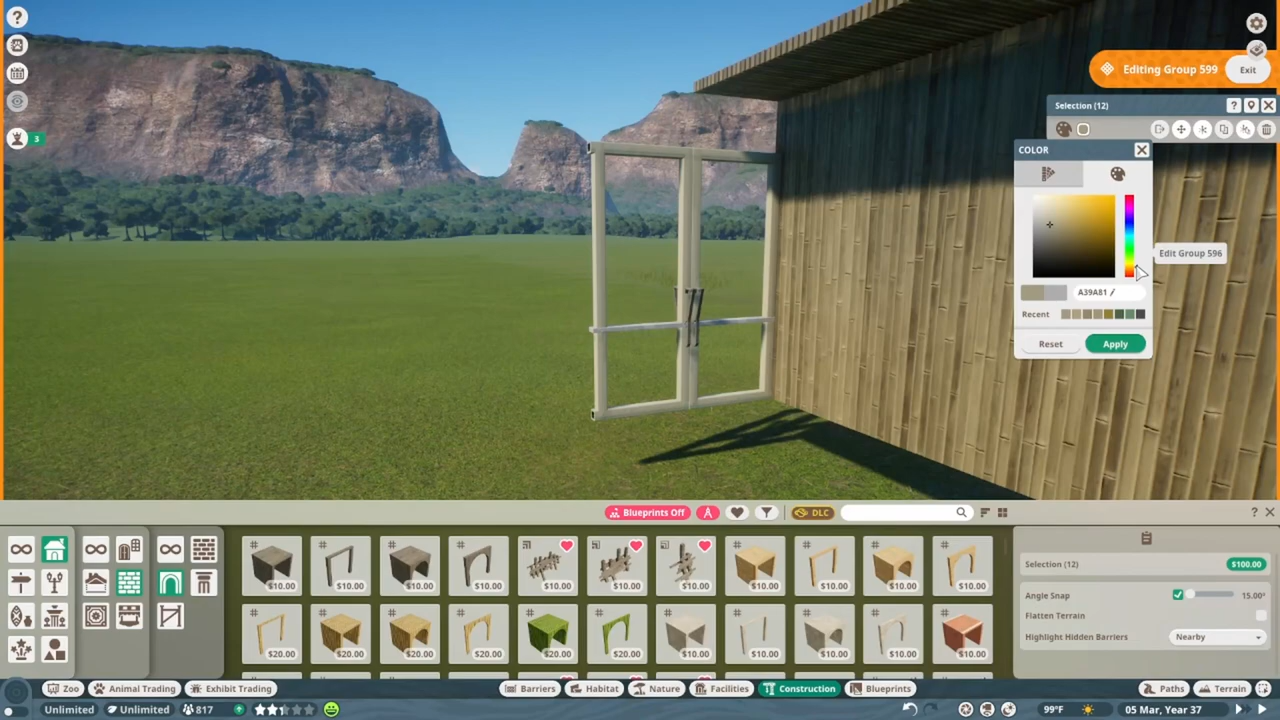 ?
3
Editing Group 599
Exit
Selection (12)
?
COLOR
Edit Group 596
A39A81
Recent
Reset
Apply
Blueprints Off
DLC
?
$10.00 $10.00 $10.00 $10.00 $10.00 $10.00 $10.00 $10.00 $10.00 $10.00 $10.00
$20.00 $20.00 $20.00 $20.00 $20.00 $20.00 $10.00 $10.00 $10.00 $10.00 $10.00
Selection (12) $100.00
Angle Snap 15.00°
Flatten Terrain
Highlight Hidden Barriers Nearby
Zoo Animal Trading Exhibit Trading Barriers Habitat Nature Facilities Construction Blueprints Paths Terrain
Unlimited Unlimited 817 99°F 05 Mar, Year 37